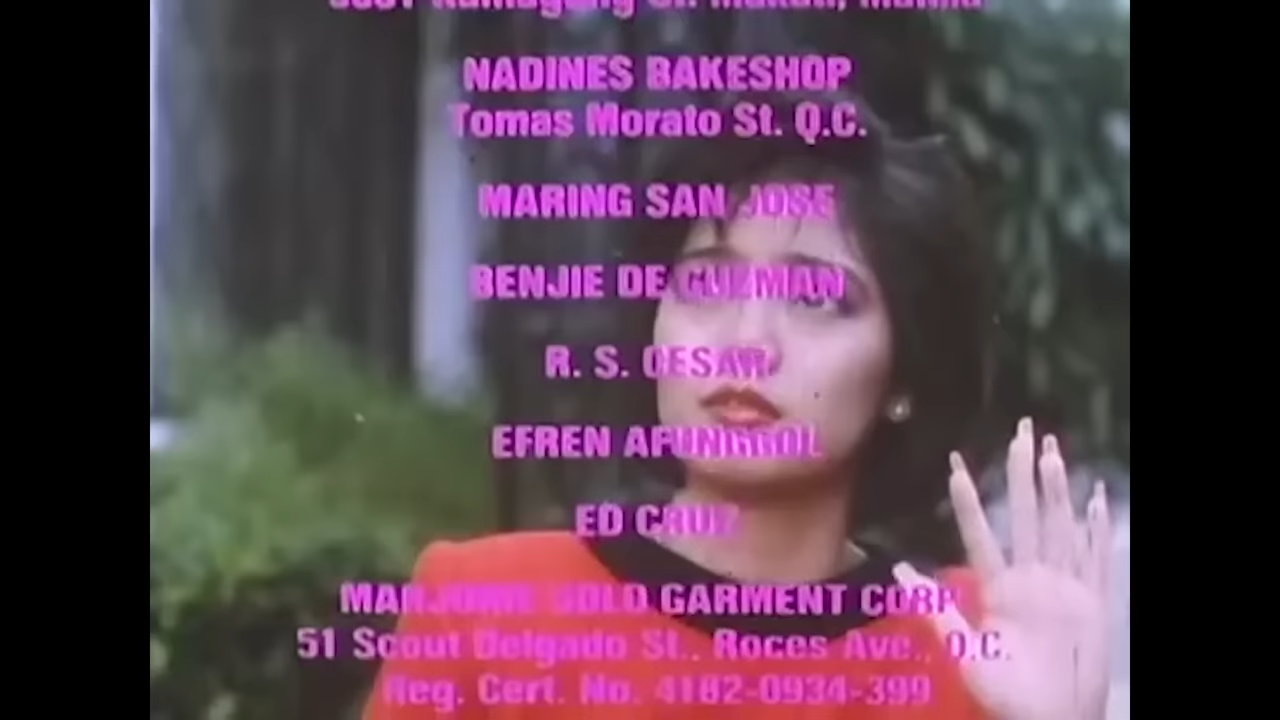 NADINES BAKESHOP
Tomas Morato St. Q.C.
MARING SAN JOSE
BENJIE DE GUZMAN
R. S. CESAR
EFREN
ED CRUZ
GARMENT CORP.
51 Scout Delgado St., Roces Ave., Q.C.
Reg. Cert. No. 4182-0934-399